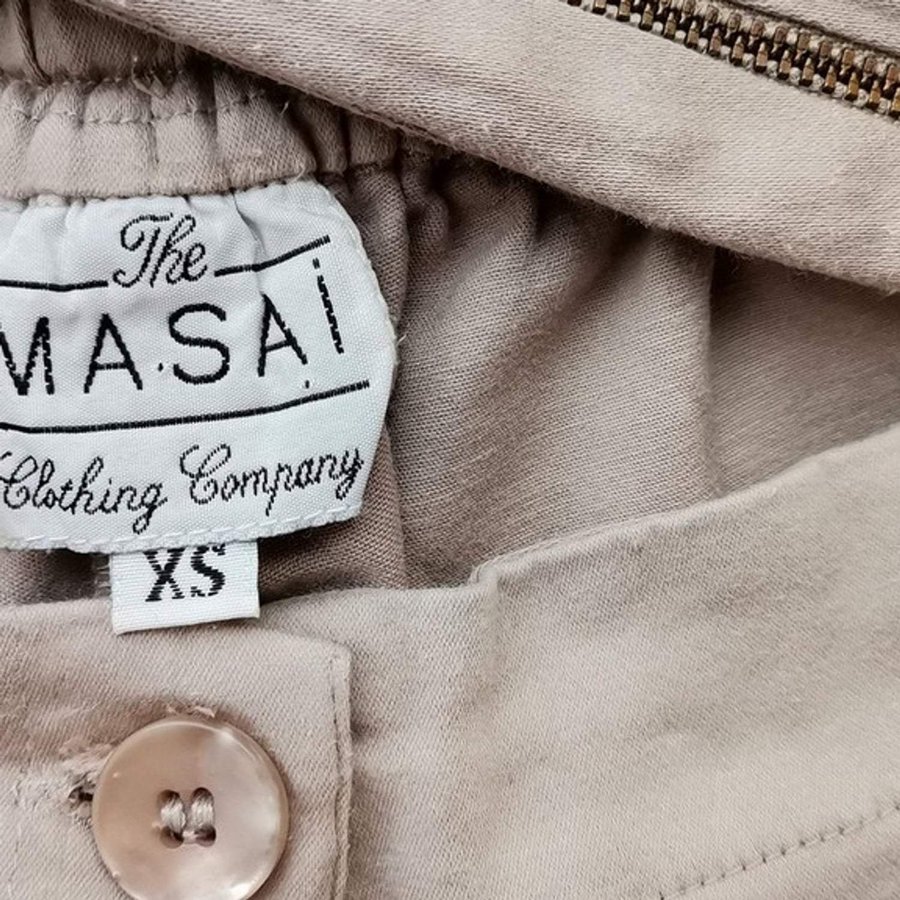 The
MASAi
Clothing Company
XS